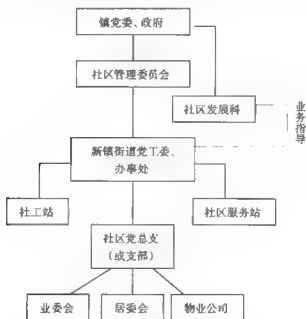 镇党委、政府
社区管理委员会
社区发展科
业务指导
新镇街道党工委、
办事处
社工站
社区服务站
社区党总支
(或支部)
业委会
居委会
物业公司